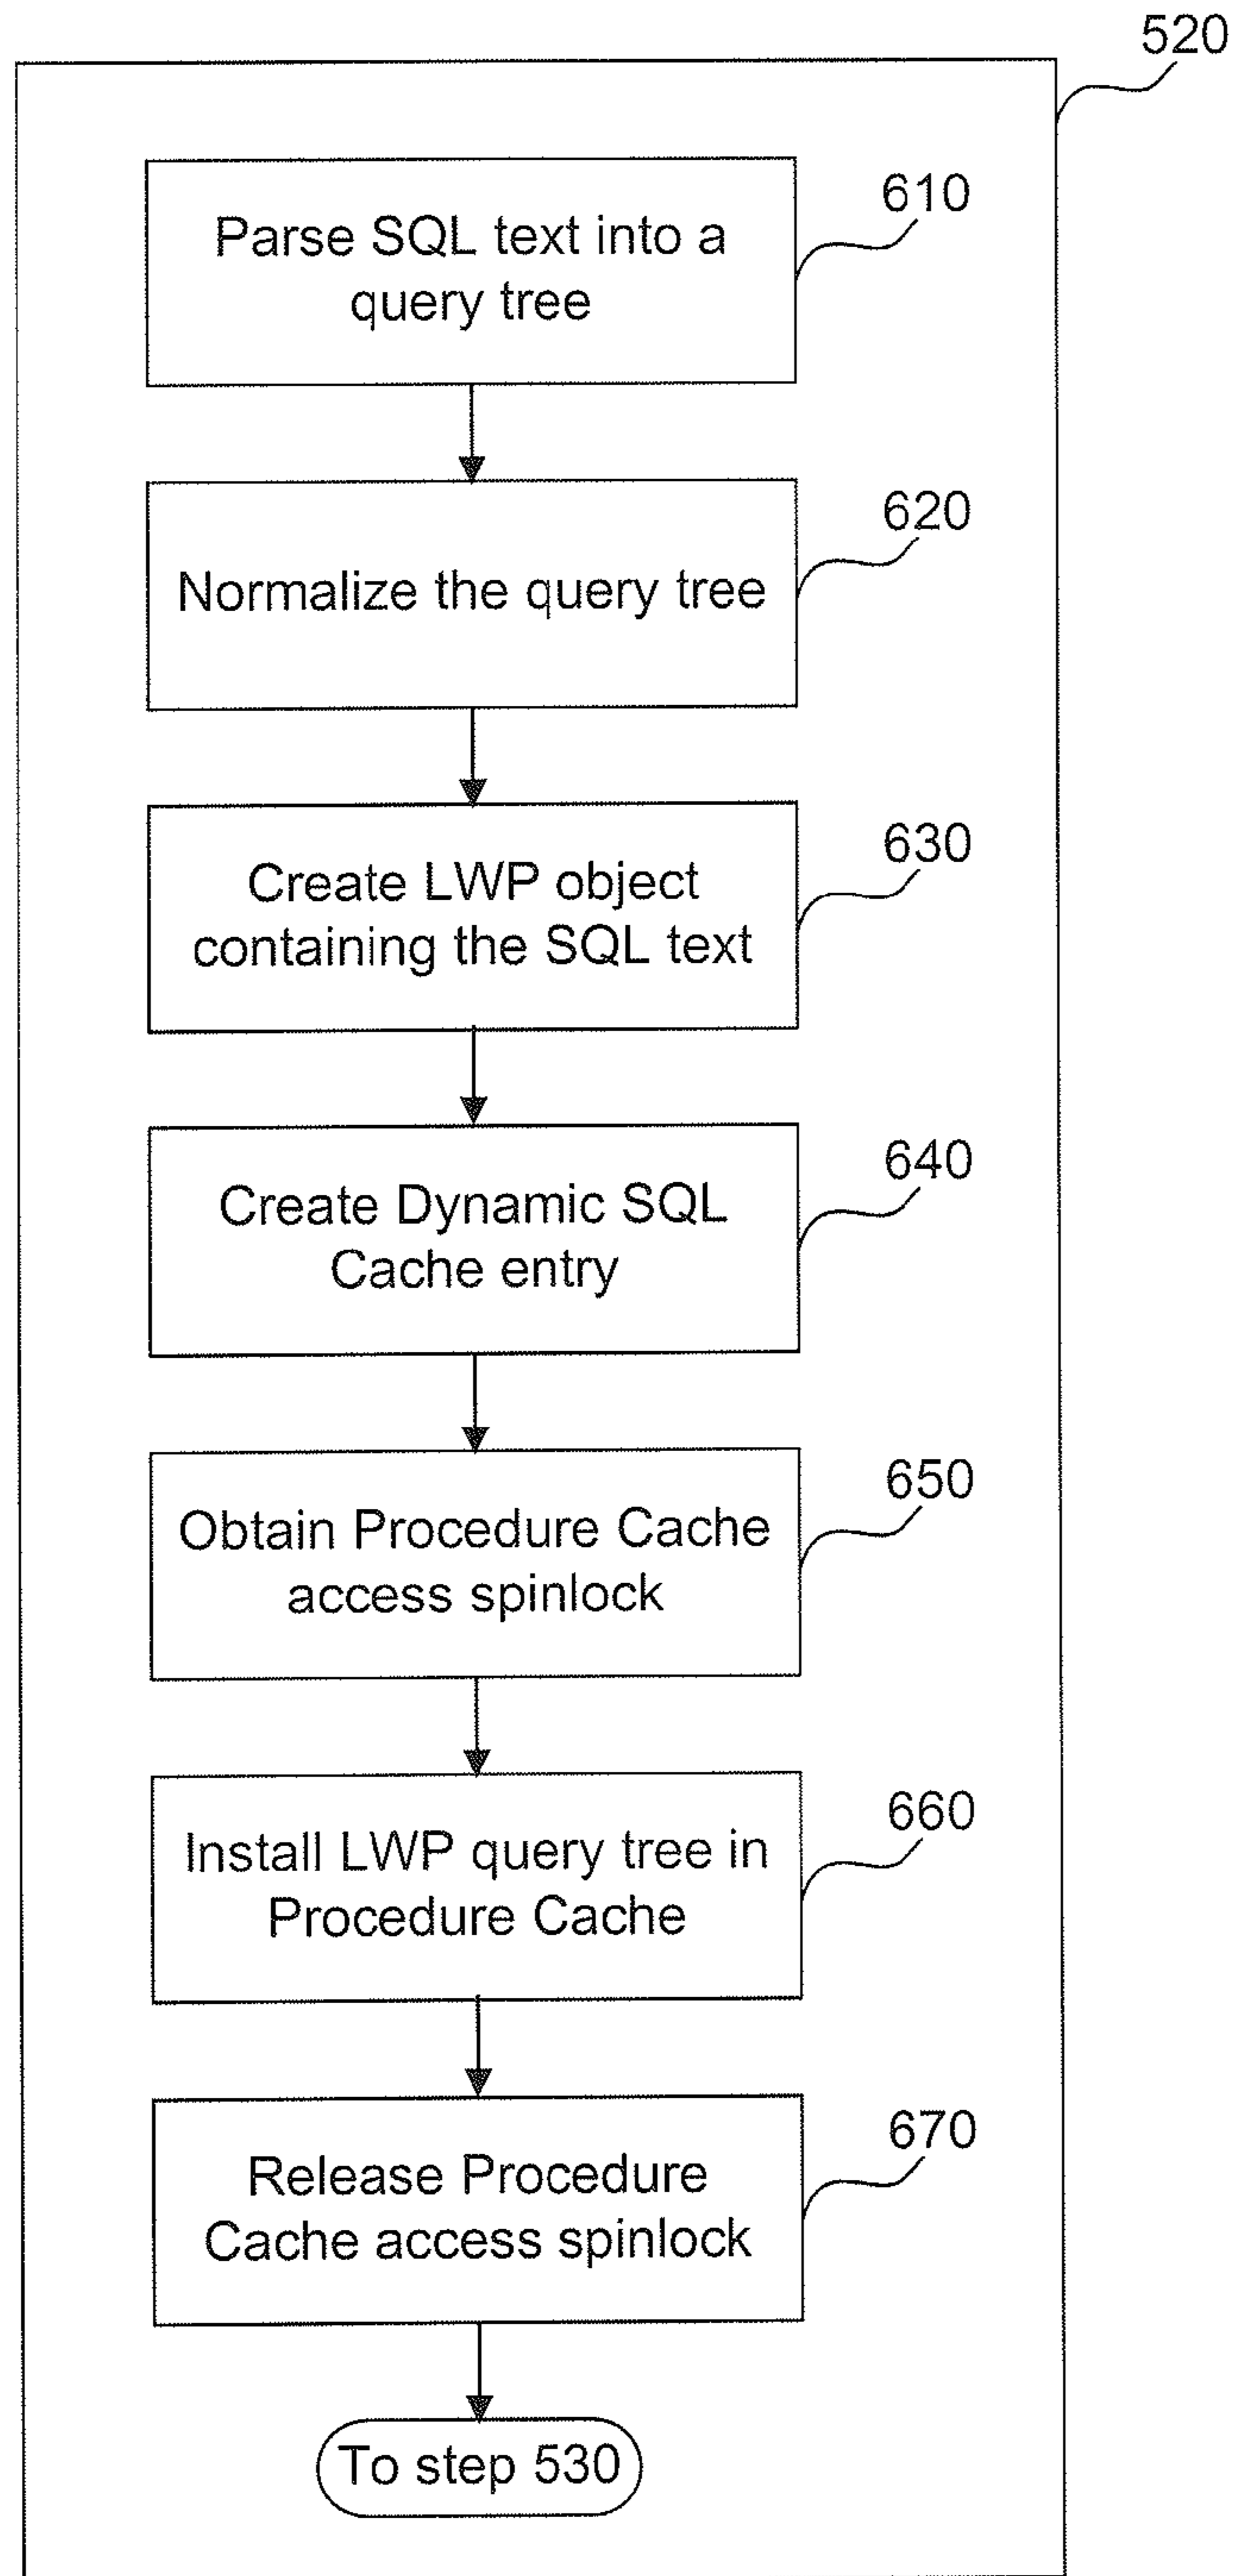 520
Parse SQL text into a
query tree
610
Normalize the query tree
620
Create LWP object
containing the SQL text
630
Create Dynamic SQL
Cache entry
640
Obtain Procedure Cache
access spinlock
650
Install LWP query tree in
Procedure Cache
660
Release Procedure
Cache access spinlock
670
To step 530